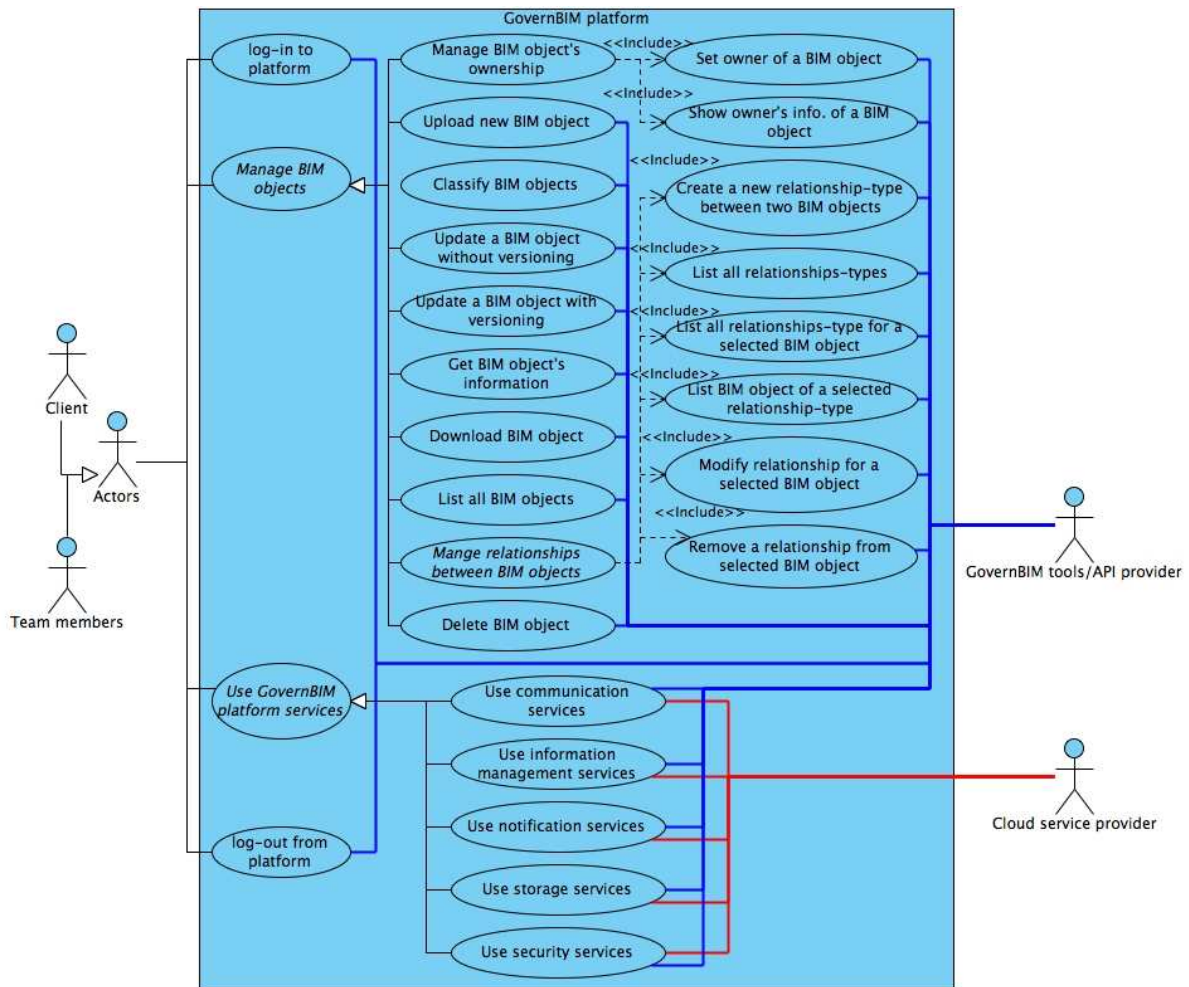 GovernBIM platform
log-in to
platform
Manage BIM
objects
Client
Actors
Team members
Use GovernBIM
platform services
log-out from
platform
Manage BIM object's
ownership
Upload new BIM object
Classify BIM objects
Update a BIM object
without versioning
Update a BIM object with
versioning
Get BIM object's
information
Download BIM object
List all BIM objects
Mange relationships
between BIM objects
Delete BIM object
<<Include>>
Set owner of a BIM object
<<Include>>
Show owner's info. of a BIM
object
<<Include>>
Create a new relationship-type
between two BIM objects
<<Include>>
List all relationships-types
<<Include>>
List all relationships-type for a
selected BIM object
<<Include>>
List BIM object of a selected
relationship-type
<<Include>>
Modify relationship for a
selected BIM object
<<Include>>
Remove a relationship from
selected BIM object
Use communication
services
Use information
management services
Use notification services
Use storage services
Use security services
GovernBIM tools/API provider
Cloud service provider